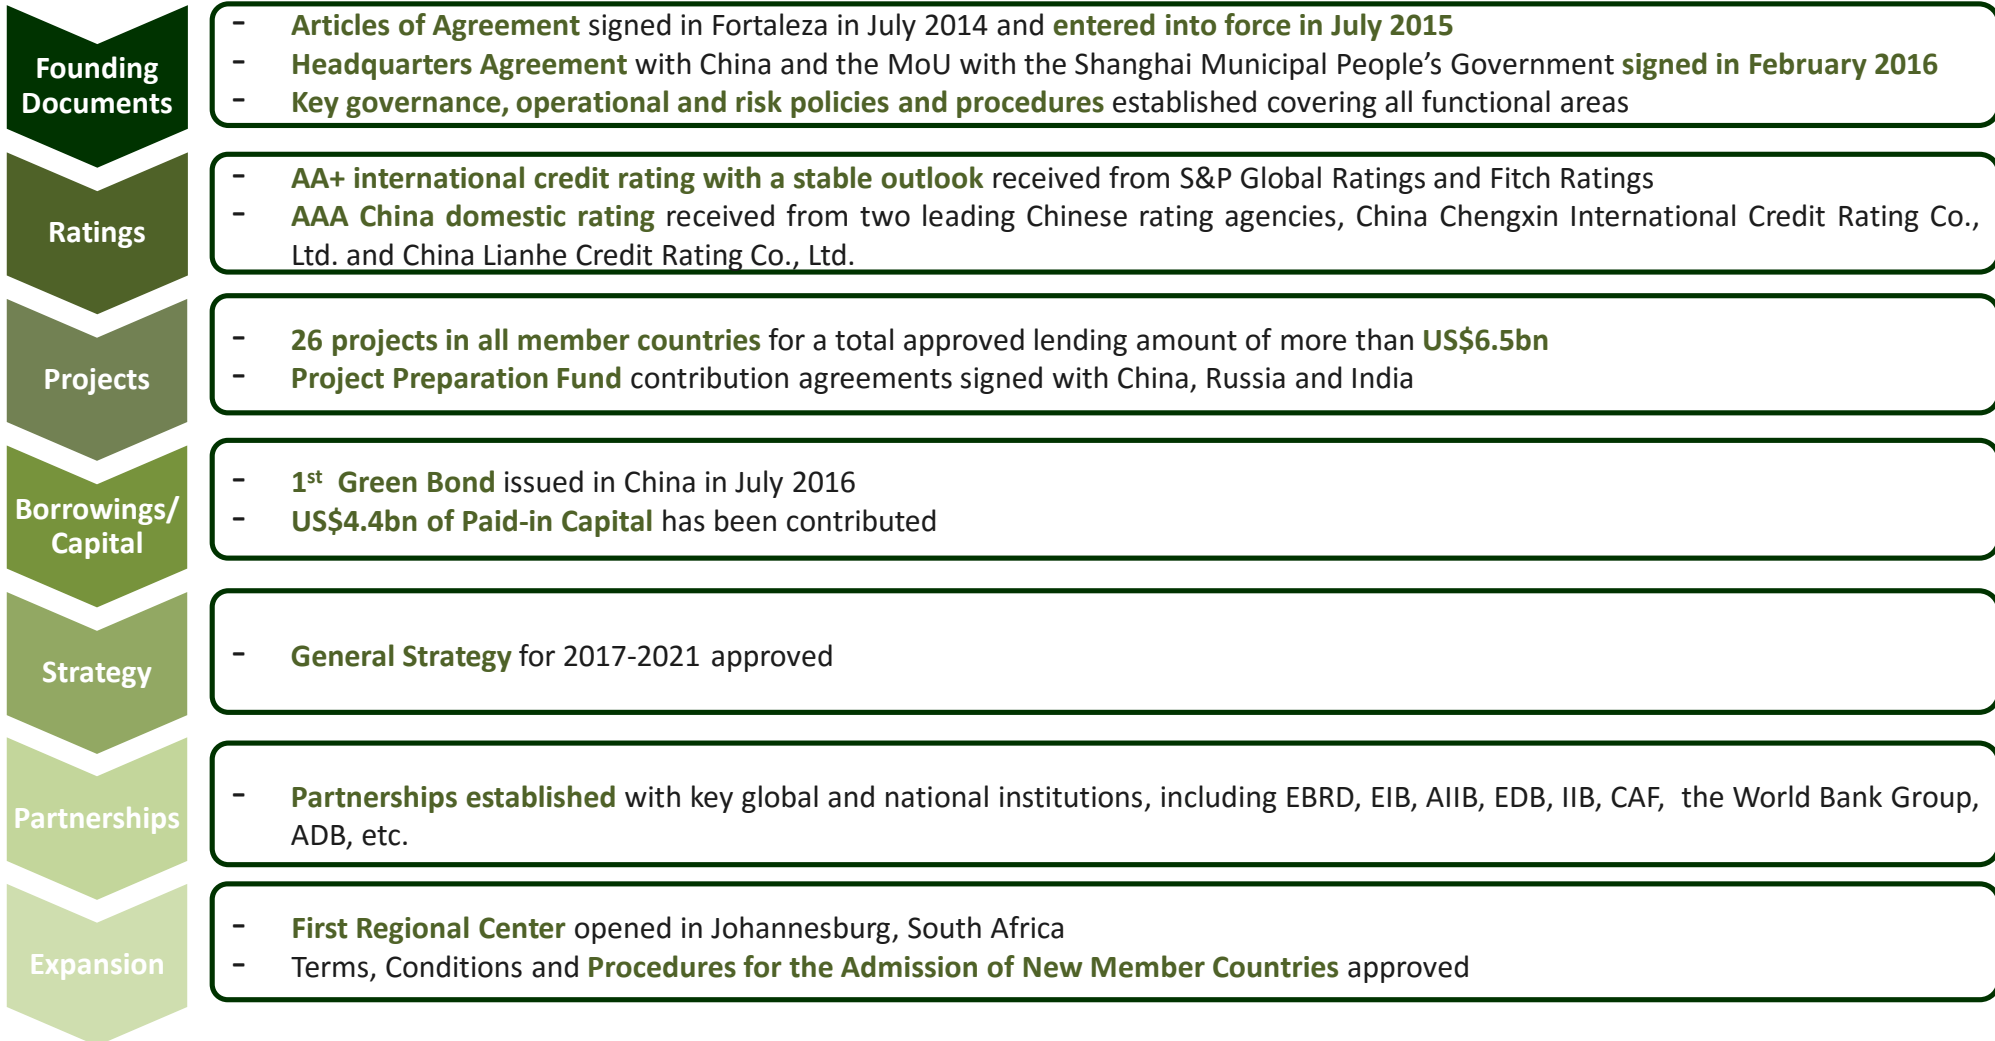 Founding
Documents
- Articles of Agreement signed in Fortaleza in July 2014 and entered into force in July 2015
- Headquarters Agreement with China and the MoU with the Shanghai Municipal People’s Government signed in February 2016
- Key governance, operational and risk policies and procedures established covering all functional areas
Ratings
- AA+ international credit rating with a stable outlook received from S&P Global Ratings and Fitch Ratings
- AAA China domestic rating received from two leading Chinese rating agencies, China Chengxin International Credit Rating Co.,
Ltd. and China Lianhe Credit Rating Co., Ltd.
Projects
- 26 projects in all member countries for a total approved lending amount of more than US$6.5bn
- Project Preparation Fund contribution agreements signed with China, Russia and India
Borrowings/
Capital
- 1st Green Bond issued in China in July 2016
- US$4.4bn of Paid-in Capital has been contributed
Strategy
- General Strategy for 2017-2021 approved
Partnerships
- Partnerships established with key global and national institutions, including EBRD, EIB, AIIB, EDB, IIB, CAF, the World Bank Group,
ADB, etc.
Expansion
- First Regional Center opened in Johannesburg, South Africa
- Terms, Conditions and Procedures for the Admission of New Member Countries approved